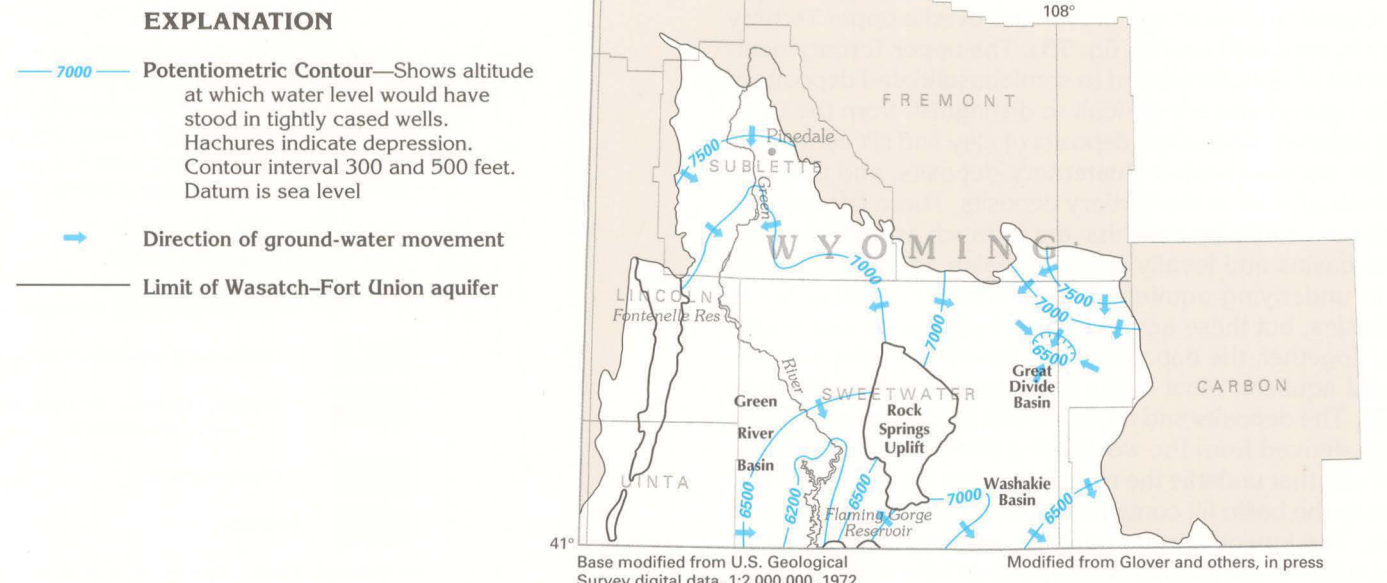 EXPLANATION
7000
Potentiometric Contour—Shows altitude
at which water level would have
stood in tightly cased wells.
Hachures indicate depression.
Contour interval 300 and 500 feet.
Datum is sea level
Direction of ground-water movement
Limit of Wasatch–Fort Union aquifer
108°
FREMONT
Pinedale
7500
SUBLETTE
Green
WYOMING
7000
LINCOLN
Fontenelle Res
7000
7500
7000
6500
Great
Divide
Basin
CARBON
River
SWEETWATER
Green
River
Basin
Rock
Springs
Uplift
UINTA
6500
6200
6500
7000
Washakie
Basin
6500
Flaming Gorge
Reservoir
41°
Base modified from U.S. Geological
Survey digital data, 1:2,000,000, 1972
Modified from Glover and others, in press